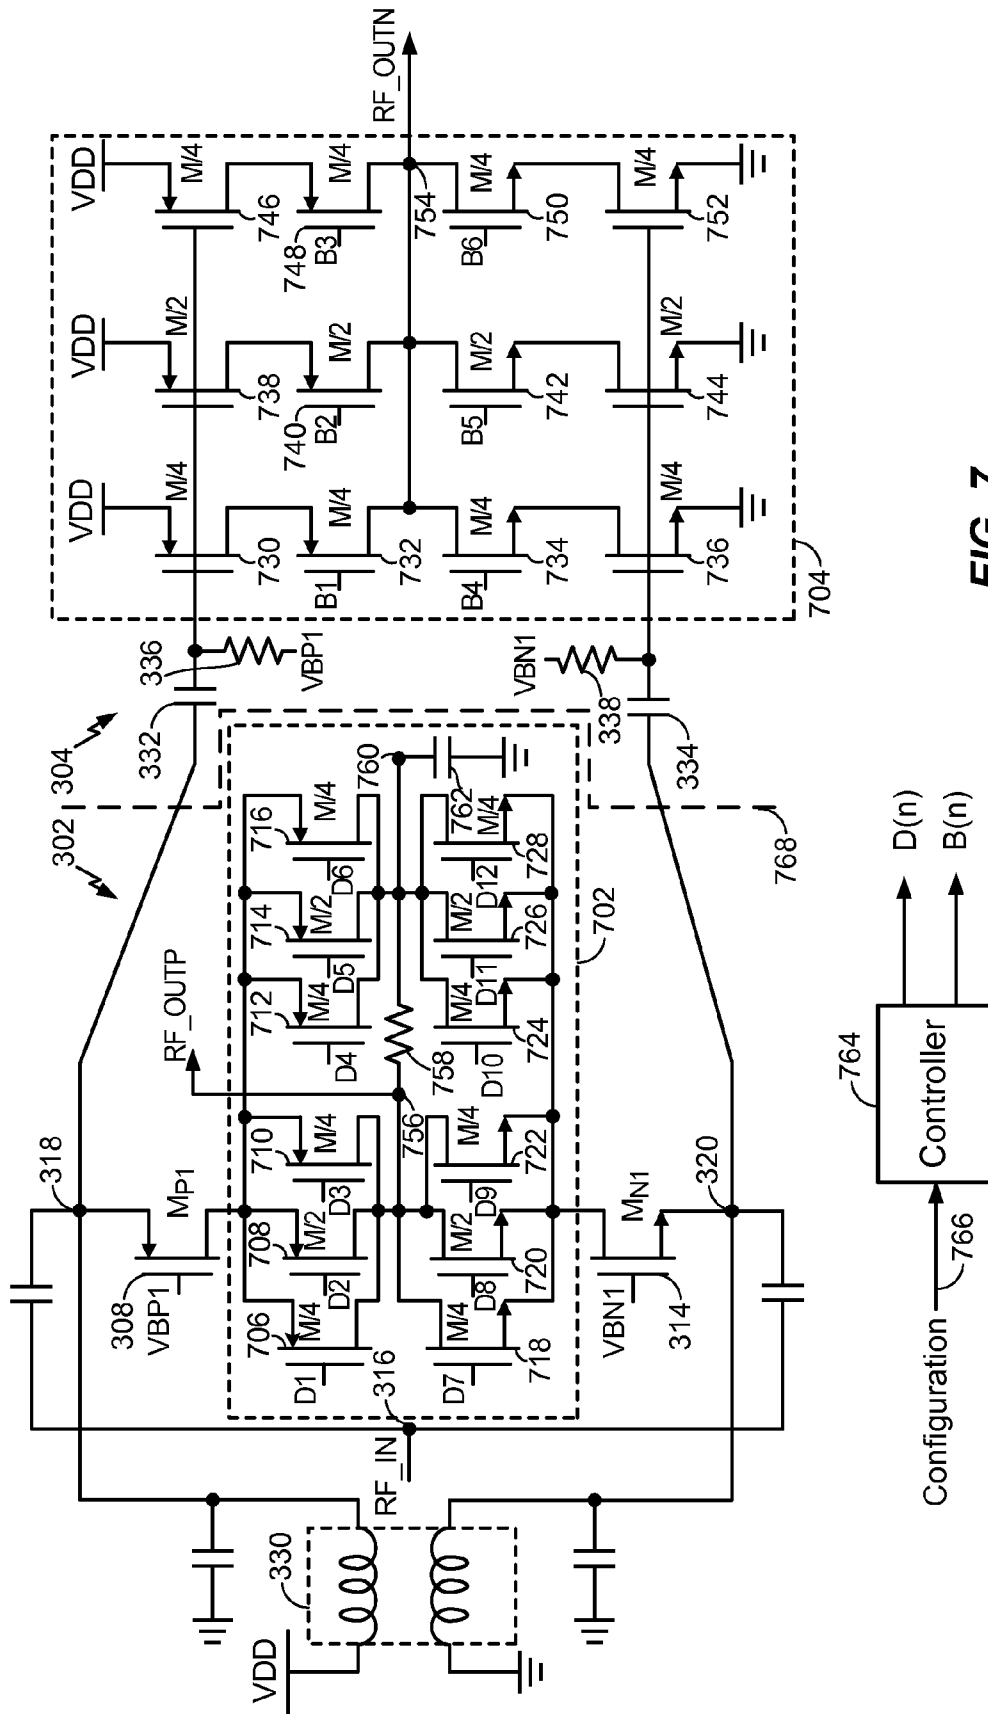 VDD
330
RF_IN
316
318
308
VBP1
MP1
706
M/4
D1
708
M/2
D2
710
M/4
D3
712
M/4
D4
714
M/2
D5
716
M/4
D6
RF_OUTP
756
758
760
762
718
M/4
D7
720
M/2
D8
722
M/4
D9
724
M/4
D10
726
M/2
D11
728
M/4
D12
702
VBN1
314
MN1
320
302
304
768
332
336
VBP1
VBN1
338
334
VDD
M/4
730
B1
M/4
732
B4
M/4
734
M/4
736
VDD
M/2
738
740
B2
M/2
B5
M/2
742
M/2
744
VDD
M/4
746
748
B3
M/4
B6
M/4
750
M/4
752
754
RF_OUTN
704
Configuration
766
764
Controller
D(n)
B(n)
FIG. 7